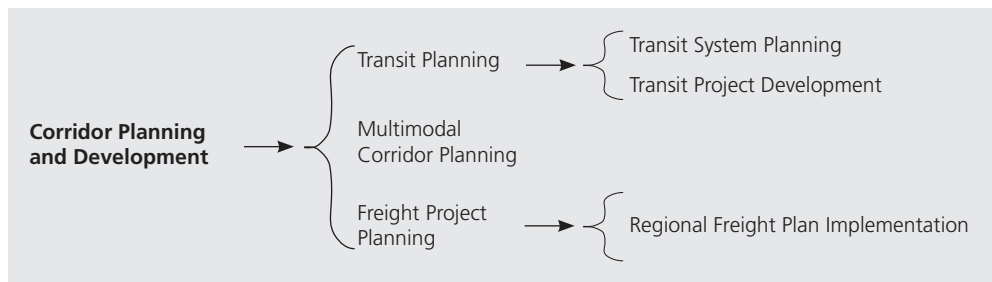 Corridor Planning
and Development
Transit Planning
Transit System Planning
Transit Project Development
Multimodal
Corridor Planning
Freight Project
Planning
Regional Freight Plan Implementation